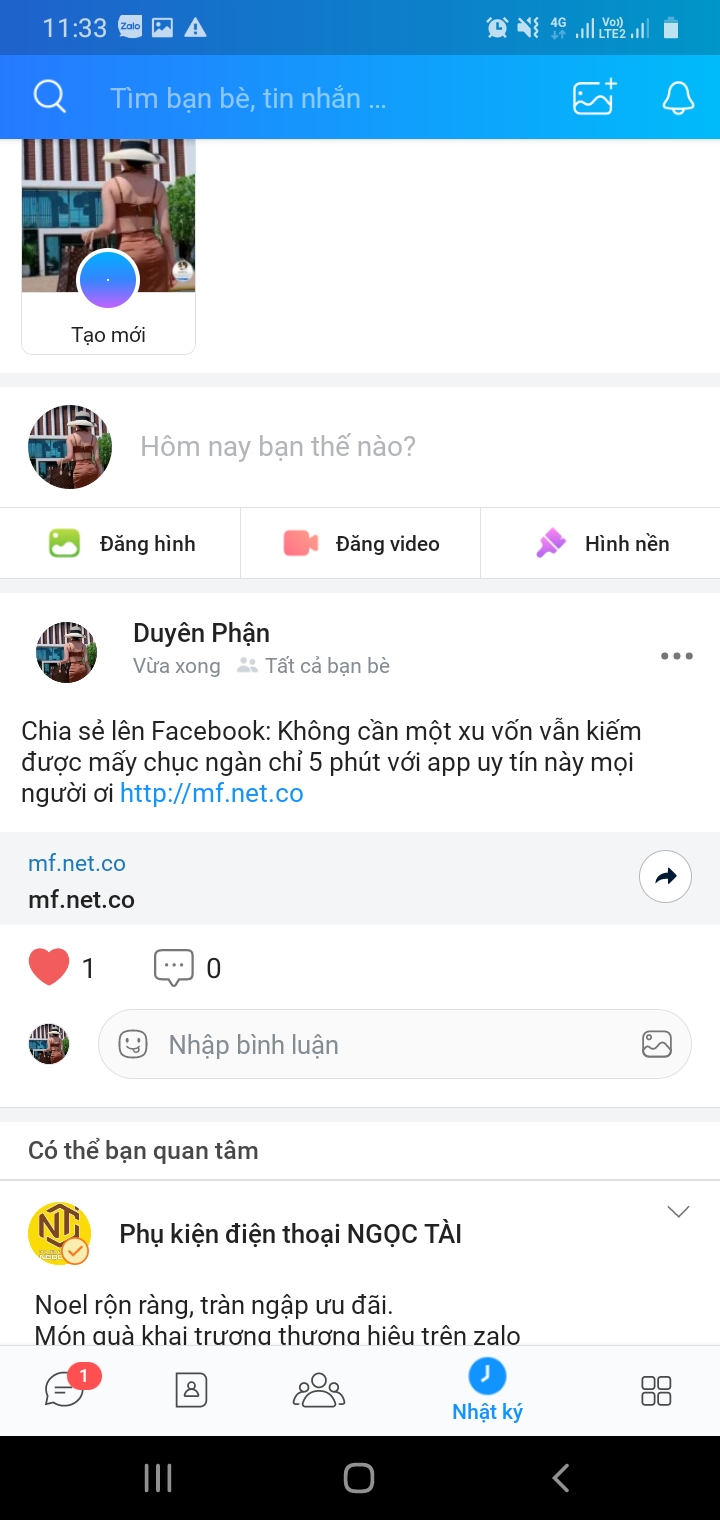 11:33 Zalo 4G Vo)) LTE2
Tìm bạn bè, tin nhắn ...
Tạo mới
Hôm nay bạn thế nào?
Đăng hình
Đăng video
Hình nền
Duyên Phận
Vừa xong Tất cả bạn bè
Chia sẻ lên Facebook: Không cần một xu vốn vẫn kiếm
được mấy chục ngàn chỉ 5 phút với app uy tín này mọi
người ơi http://mf.net.co
mf.net.co
mf.net.co
1 0
Nhập bình luận
Có thể bạn quan tâm
NT
Phụ kiện điện thoại NGỌC TÀI
Noel rộn ràng, tràn ngập ưu đãi.
Món quà khai trương thương hiệu trên zalo
1
Nhật ký